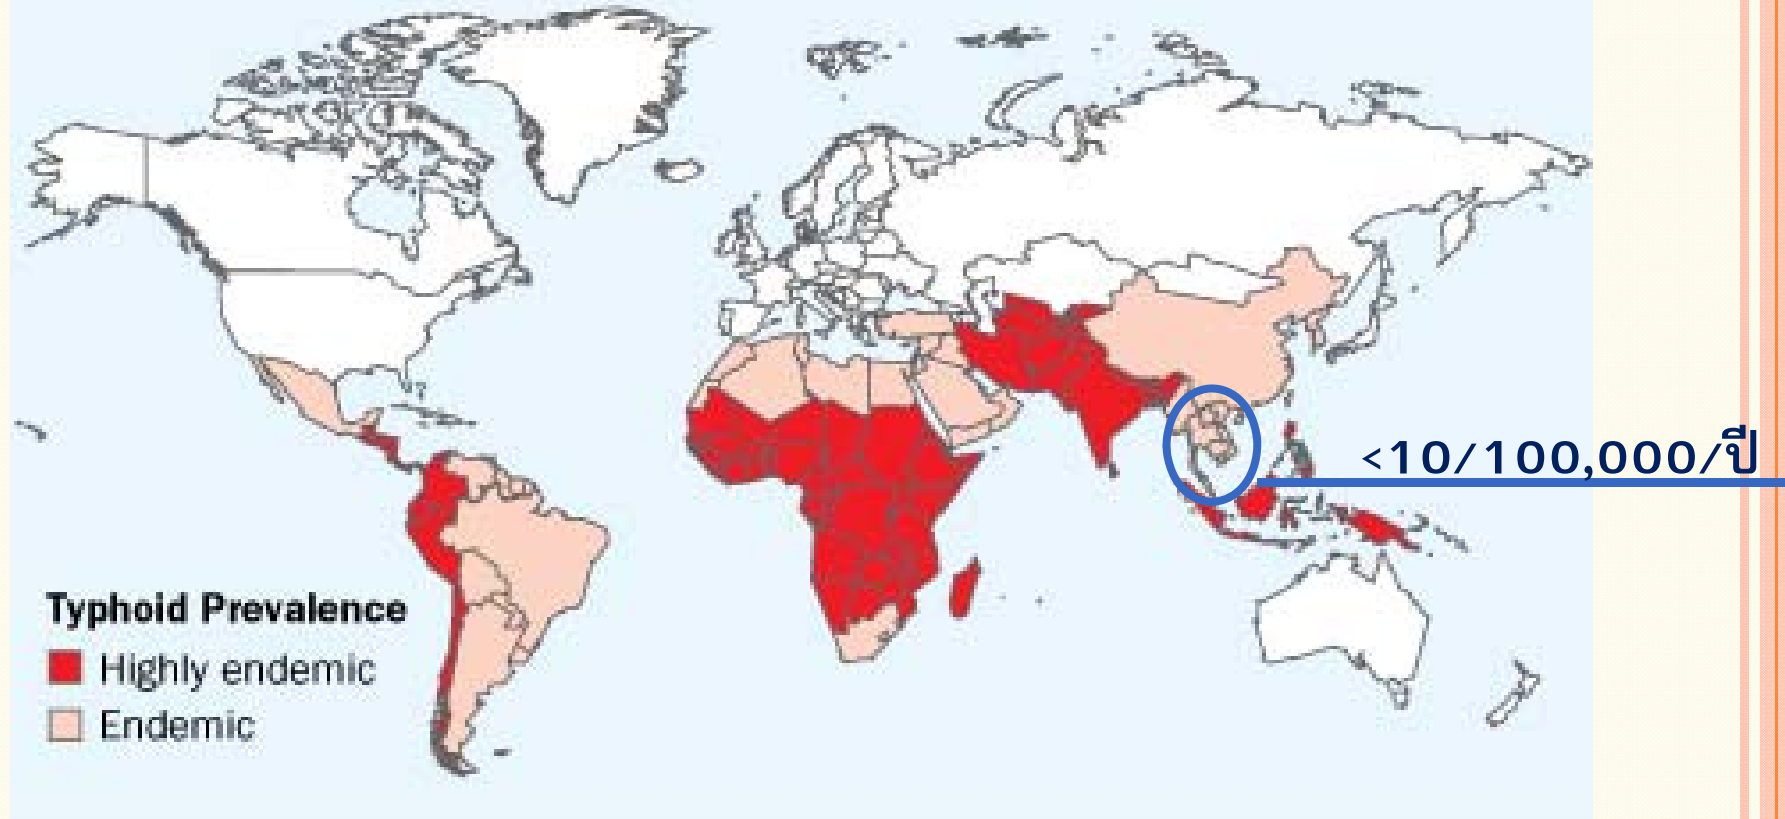 <10/100,000/ปี
Typhoid Prevalence
Highly endemic
Endemic